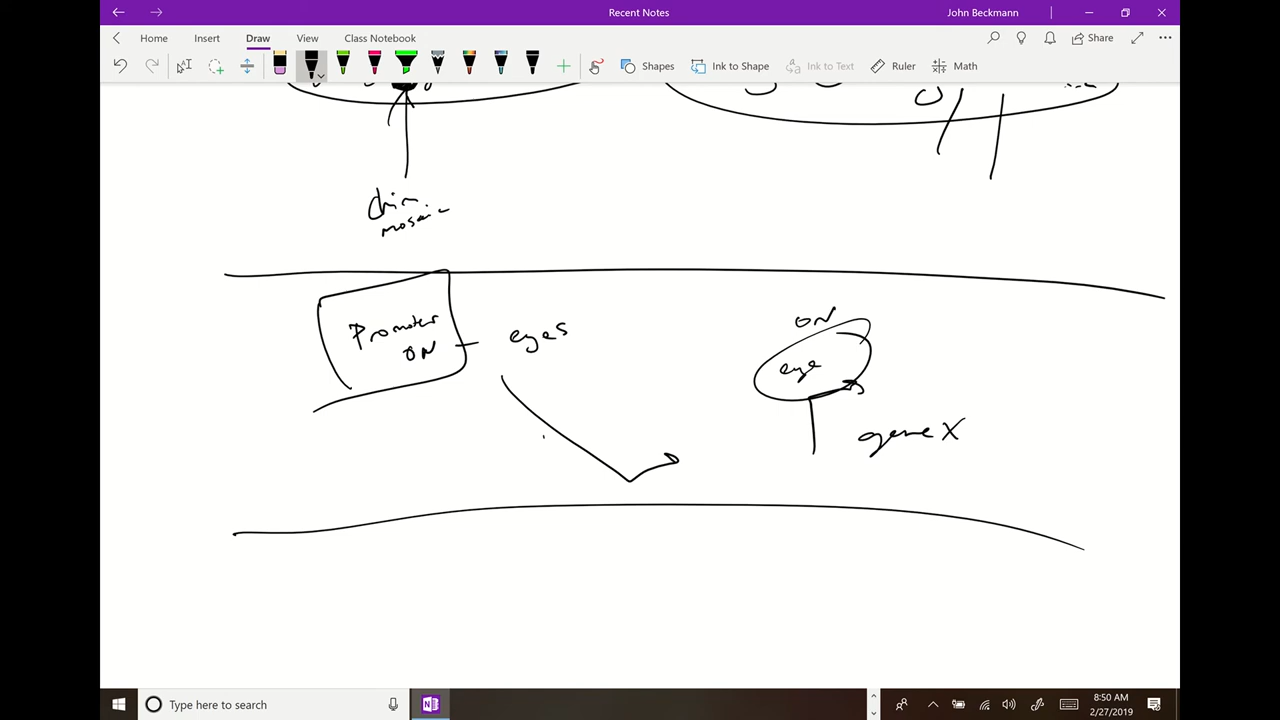 Recent Notes
John Beckmann
Home Insert Draw View Class Notebook
Share
Shapes
Ink to Shape
Ink to Text
Ruler
Math
mosaic
Promoter
ON
eyes
ON
eye
gene X
Type here to search
8:50 AM
2/27/2019